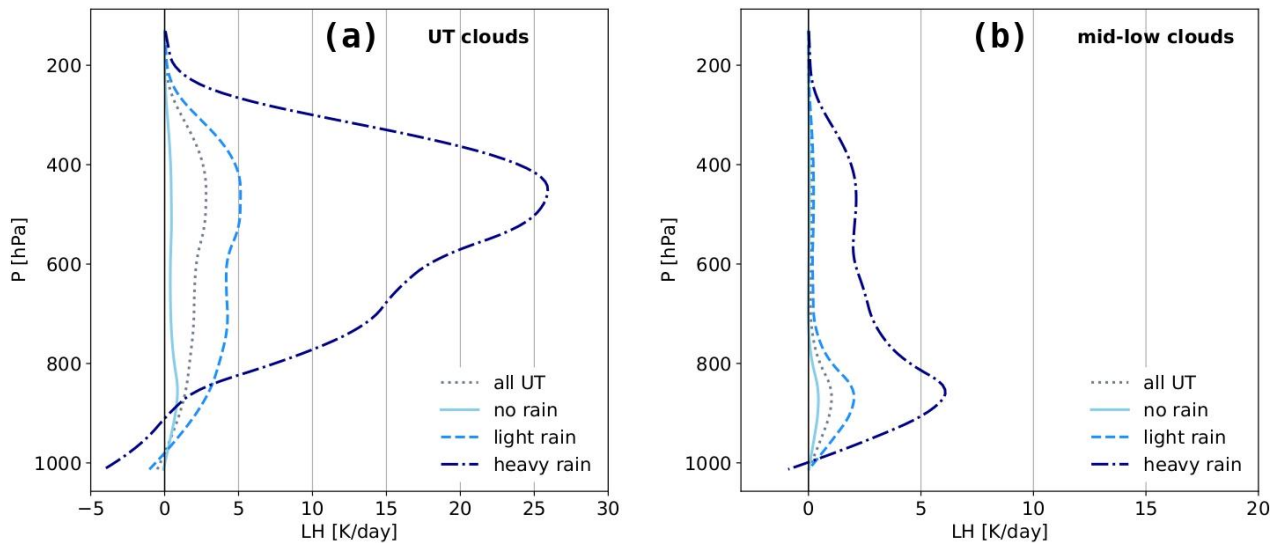 (a) UT clouds
200
400
600
800
1000
P [hPa]
all UT
no rain
light rain
heavy rain
−5 0 5 10 15 20 25 30
LH [K/day]
(b) mid-low clouds
200
400
600
800
1000
P [hPa]
all UT
no rain
light rain
heavy rain
0 5 10 15 20
LH [K/day]